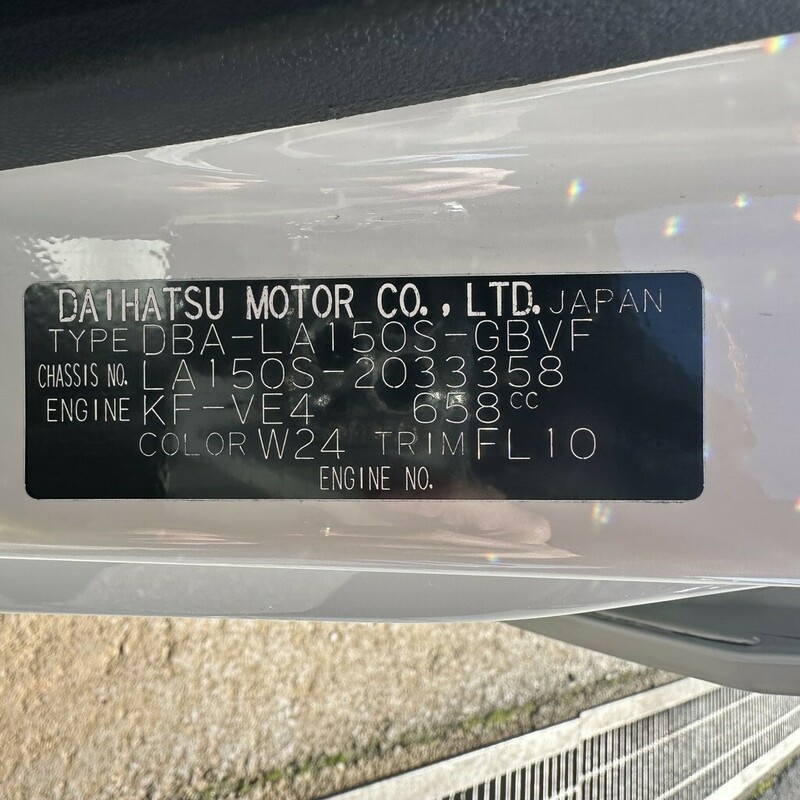 DAIHATSU MOTOR CO., LTD. JAPAN
TYPE DBA-LA150S-GBVF
CHASSIS NO. LA150S-2033358
ENGINE KF-VE4 658cc
COLOR W24 TRIM FL10
ENGINE NO.